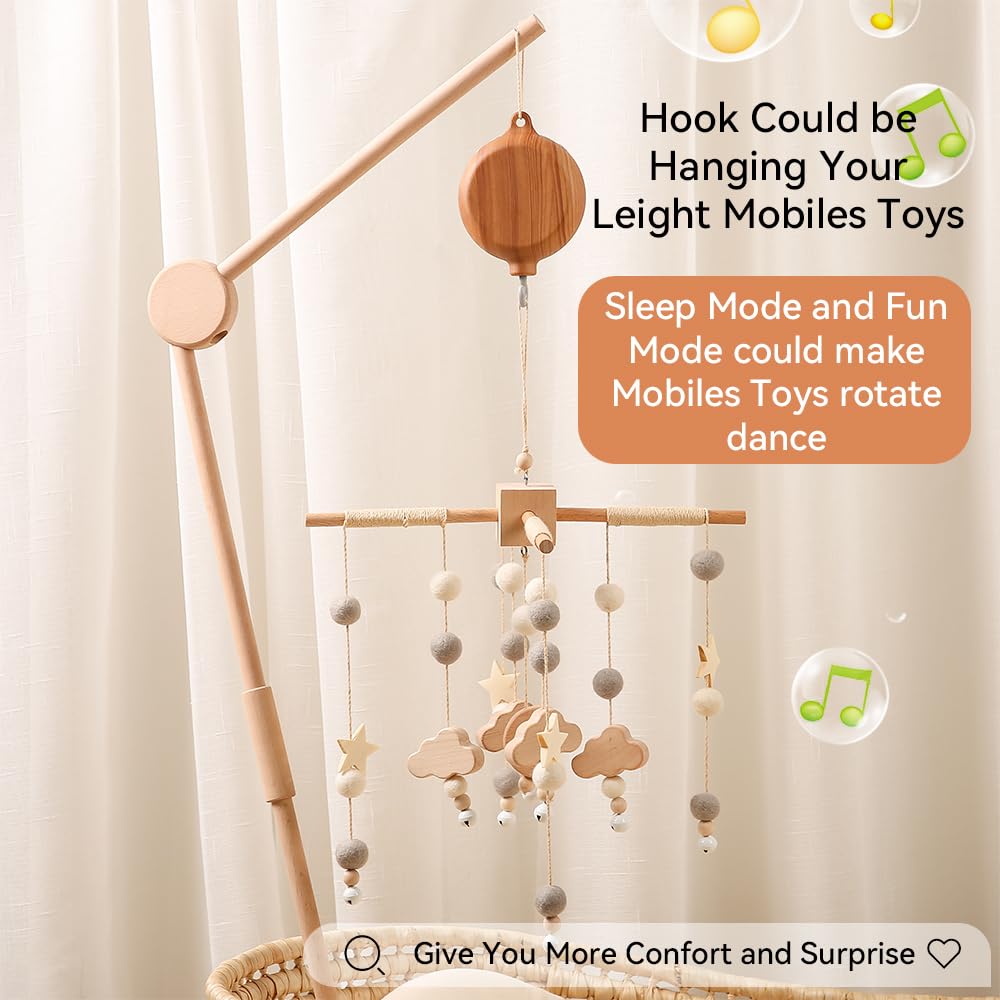 Hook Could be
Hanging Your
Leight Mobiles Toys
Sleep Mode and Fun
Mode could make
Mobiles Toys rotate
dance
Give You More Confort and Surprise